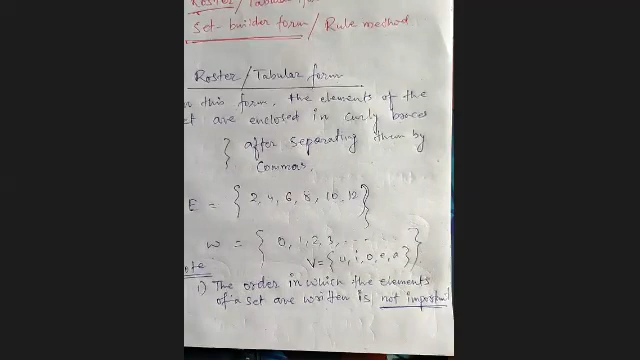 Roster/Tabular
Set-builder form / Rule method
Roster/Tabular form
this form, the elements of the
are enclosed in curly braces
} after separating them by
Commas.
E = { 2, 4, 6, 8, 10, 12 }
W = { 0, 1, 2, 3, ........ }
V = { u, i, o, e, a }
1) The order in which the elements
of a set are written is not important